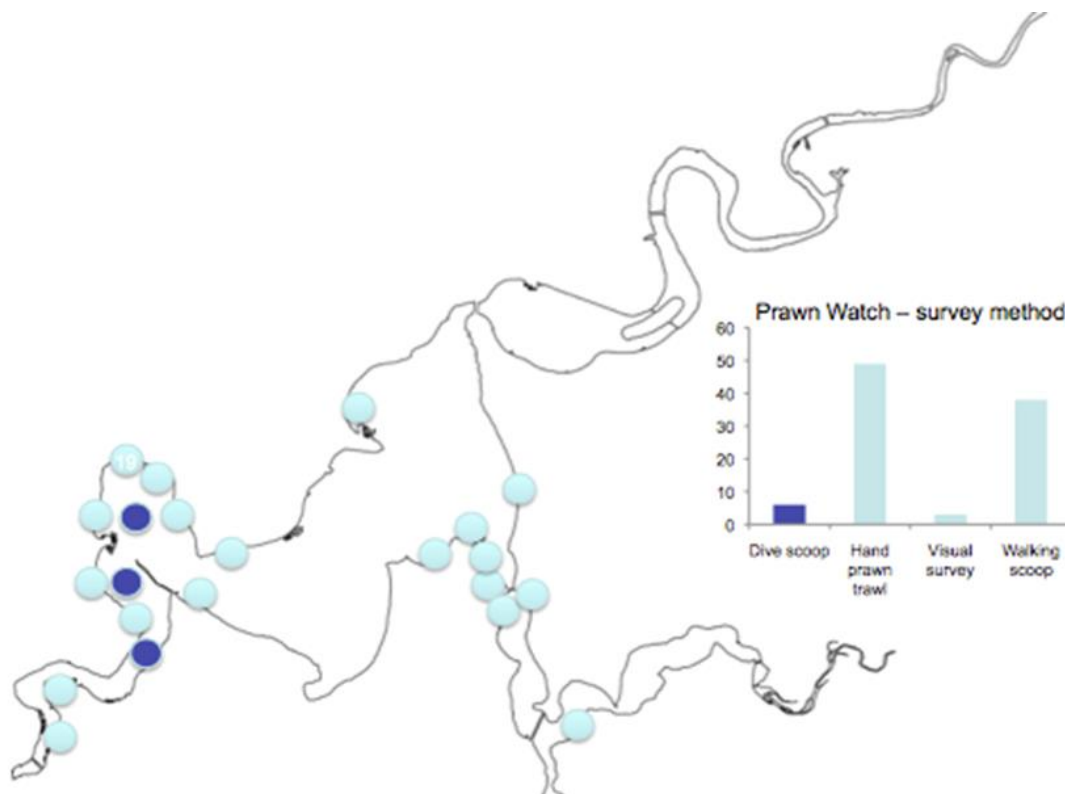 19
Prawn Watch – survey method
60
50
40
30
20
10
0
Dive scoop
Hand
prawn
trawl
Visual
survey
Walking
scoop